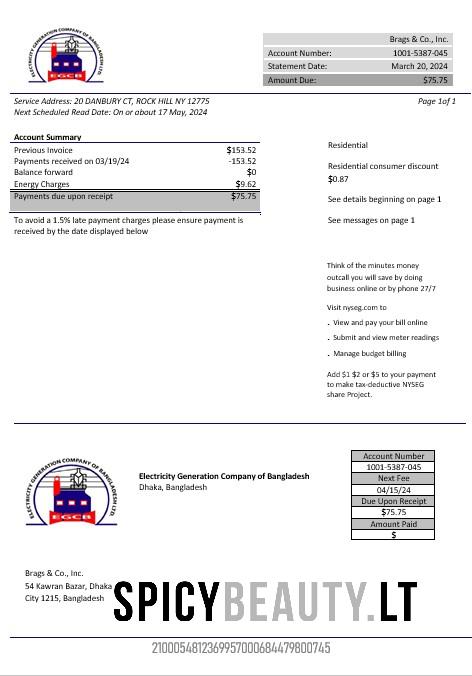 ELECTRICITY GENERATION COMPANY OF BANGLADESH LTD.
EGCB
Brags & Co., Inc.
Account Number: 1001-5387-045
Statement Date: March 20, 2024
Amount Due: $75.75
Service Address: 20 DANBURY CT, ROCK HILL NY 12775 Page 1of 1
Next Scheduled Read Date: On or about 17 May, 2024
Account Summary
Previous Invoice $153.52
Payments received on 03/19/24 -153.52
Balance forward $0
Energy Charges $9.62
Payments due upon receipt $75.75
To avoid a 1.5% late payment charges please ensure payment is
received by the date displayed below
Residential
Residential consumer discount
$0.87
See details beginning on page 1
See messages on page 1
Think of the minutes money
outcall you will save by doing
business online or by phone 27/7
Visit nyseg.com to
. View and pay your bill online
. Submit and view meter readings
. Manage budget billing
Add $1 $2 or $5 to your payment
to make tax-deductive NYSEG
share Project.
ELECTRICITY GENERATION COMPANY OF BANGLADESH LTD.
EGCB
Electricity Generation Company of Bangladesh
Dhaka, Bangladesh
Account Number
1001-5387-045
Next Fee
04/15/24
Due Upon Receipt
$75.75
Amount Paid
$
Brags & Co., Inc.
54 Kawran Bazar, Dhaka
City 1215, Bangladesh
SPICYBEAUTY.LT
2100054812369957000684479800745